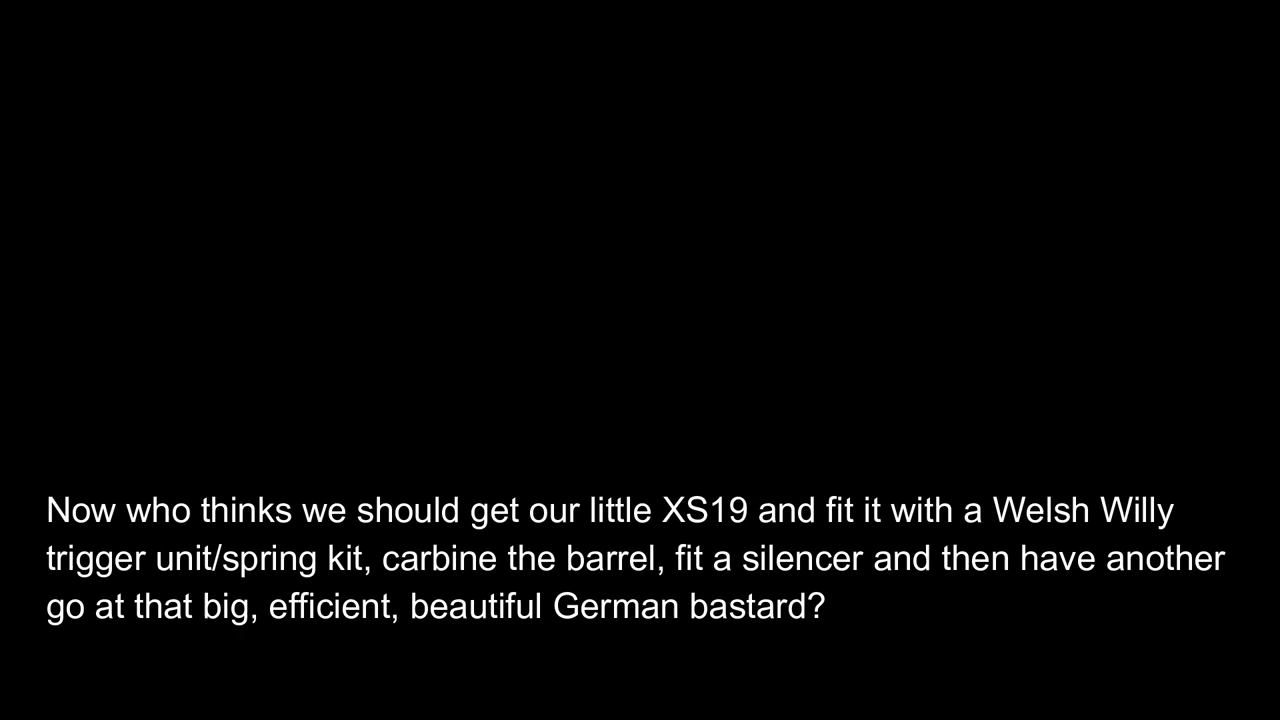 Now who thinks we should get our little XS19 and fit it with a Welsh Willy
trigger unit/spring kit, carbine the barrel, fit a silencer and then have another
go at that big, efficient, beautiful German bastard?